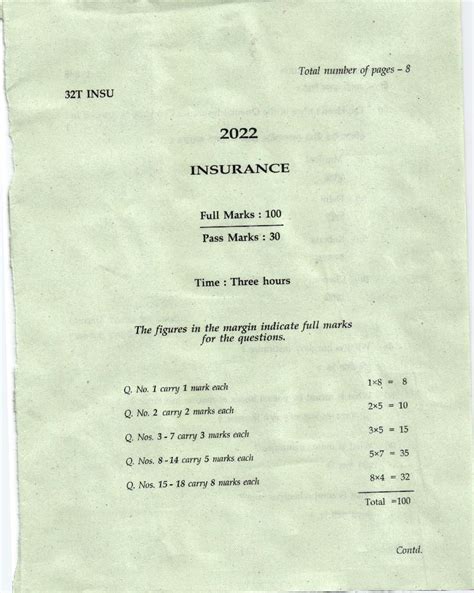 Total number of pages – 8
32T INSU
2022
INSURANCE
Full Marks : 100
Pass Marks : 30
Time : Three hours
The figures in the margin indicate full marks
for the questions.
Q. No. 1 carry 1 mark each 1×8 = 8
Q. No. 2 carry 2 marks each 2×5 = 10
Q. Nos. 3 - 7 carry 3 marks each 3×5 = 15
Q. Nos. 8 - 14 carry 5 marks each 5×7 = 35
Q. Nos. 15 - 18 carry 8 marks each 8×4 = 32
Total =100
Contd.